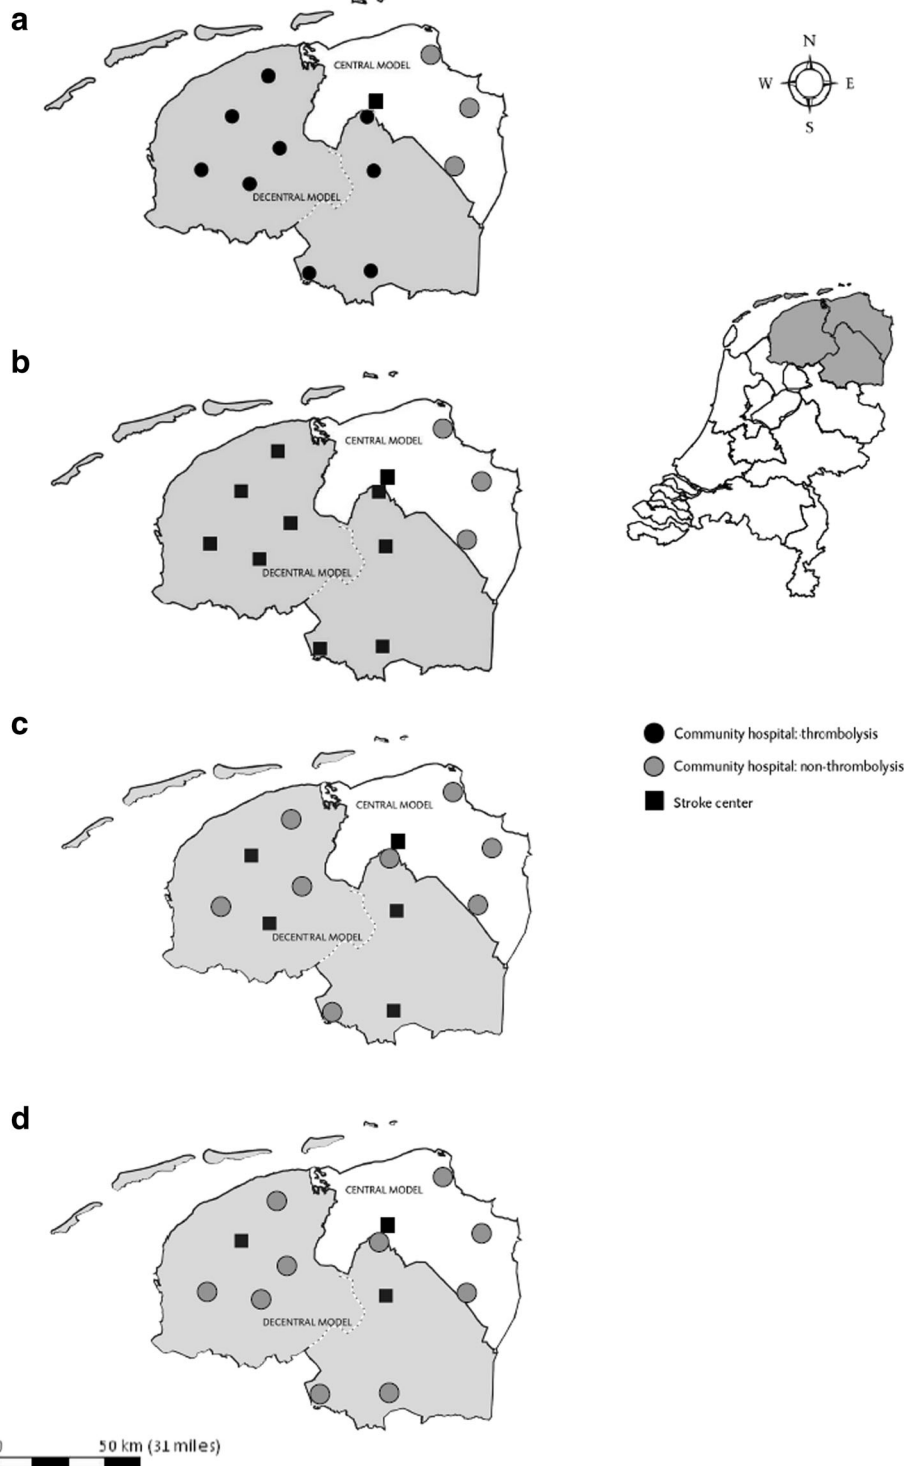 a
CENTRAL MODEL
DECENTRAL MODEL
N
W E
S
b
CENTRAL MODEL
DECENTRAL MODEL
c
CENTRAL MODEL
DECENTRAL MODEL
Community hospital: thrombolysis
Community hospital: non-thrombolysis
Stroke center
d
CENTRAL MODEL
DECENTRAL MODEL
0 50 km (31 miles)